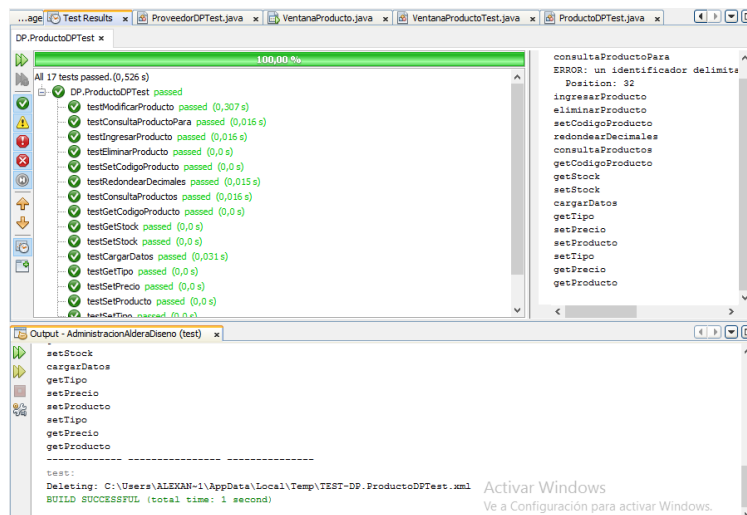 ...age Test Results x ProveedorDPTest.java x VentanaProducto.java x VentanaProductoTest.java x ProductoDPTest.java x
DP.ProductoDPTest x
100,00 %
All 17 tests passed.(0,526 s)
DP.ProductoDPTest passed
testModificarProducto passed (0,307 s)
testConsultaProductoPara passed (0,016 s)
testIngresarProducto passed (0,016 s)
testEliminarProducto passed (0,0 s)
testSetCodigoProducto passed (0,0 s)
testRedondearDecimales passed (0,015 s)
testConsultaProductos passed (0,016 s)
testGetCodigoProducto passed (0,0 s)
testGetStock passed (0,0 s)
testSetStock passed (0,0 s)
testCargarDatos passed (0,031 s)
testGetTipo passed (0,0 s)
testSetPrecio passed (0,0 s)
testSetProducto passed (0,0 s)
testSetTipo passed (0,0 s)
consultaProductoPara
ERROR: un identificador delimita
Position: 32
ingresarProducto
eliminarProducto
setCodigoProducto
redondearDecimales
consultaProductos
getCodigoProducto
getStock
setStock
cargarDatos
getTipo
setPrecio
setProducto
setTipo
getPrecio
getProducto
Output - AdministracionAlderaDiseno (test) x
setStock
cargarDatos
getTipo
setPrecio
setProducto
setTipo
getPrecio
getProducto
------------- ---------------- ---------------
test:
Deleting: C:\Users\ALEXAN~1\AppData\Local\Temp\TEST-DP.ProductoDPTest.xml
BUILD SUCCESSFUL (total time: 1 second)
Activar Windows
Ve a Configuración para activar Windows.